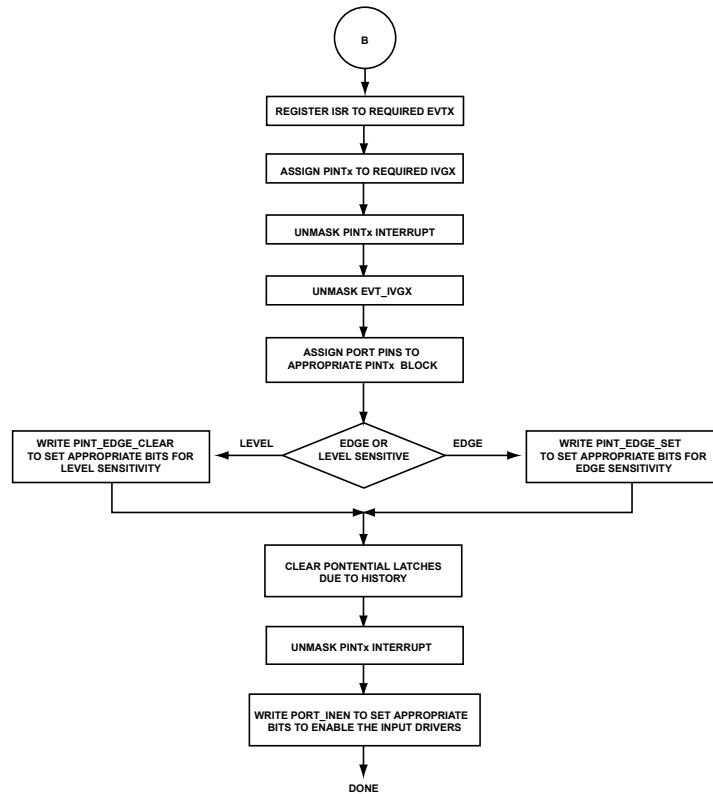 B
REGISTER ISR TO REQUIRED EVTX
ASSIGN PINTx TO REQUIRED IVGX
UNMASK PINTx INTERRUPT
UNMASK EVT_IVGX
ASSIGN PORT PINS TO
APPROPRIATE PINTx BLOCK
WRITE PINT_EDGE_CLEAR
TO SET APPROPRIATE BITS FOR
LEVEL SENSITIVITY
LEVEL
EDGE OR
LEVEL SENSITIVE
EDGE
WRITE PINT_EDGE_SET
TO SET APPROPRIATE BITS FOR
EDGE SENSITIVITY
CLEAR PONTENTIAL LATCHES
DUE TO HISTORY
UNMASK PINTx INTERRUPT
WRITE PORT_INEN TO SET APPROPRIATE
BITS TO ENABLE THE INPUT DRIVERS
DONE